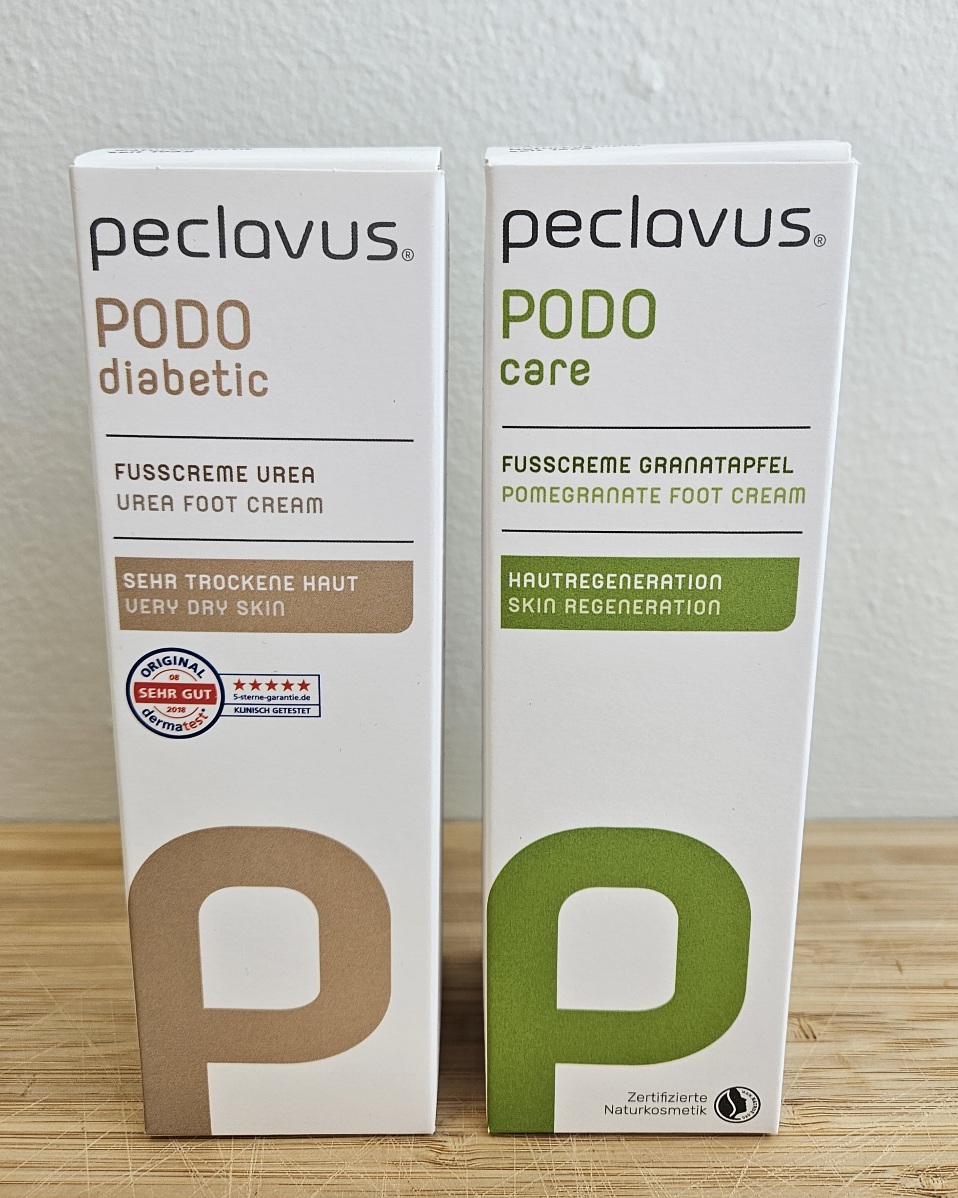 peclavus®
PODO
diabetic
FUSSCREME UREA
UREA FOOT CREAM
SEHR TROCKENE HAUT
VERY DRY SKIN
ORIGINAL
08
SEHR GUT
2018
dermatest®
5-sterne-garantie.de
KLINISCH GETESTET
peclavus®
PODO
care
FUSSCREME GRANATAPFEL
POMEGRANATE FOOT CREAM
HAUTREGENERATION
SKIN REGENERATION
Zertifizierte
Naturkosmetik